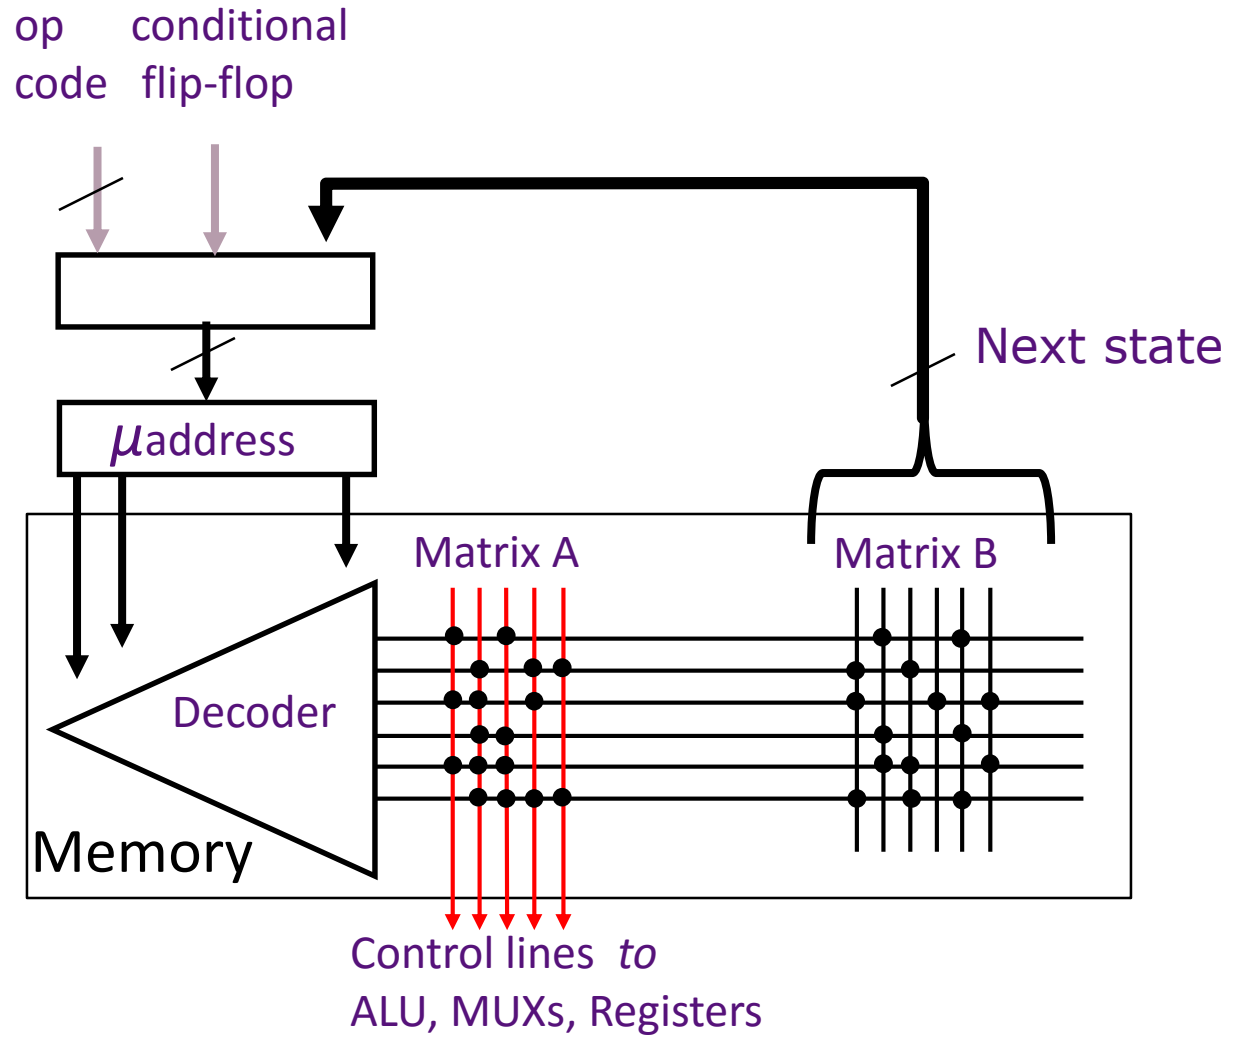 op conditional
code flip-flop
Next state
μaddress
Matrix A
Matrix B
Decoder
Memory
Control lines to
ALU, MUXs, Registers